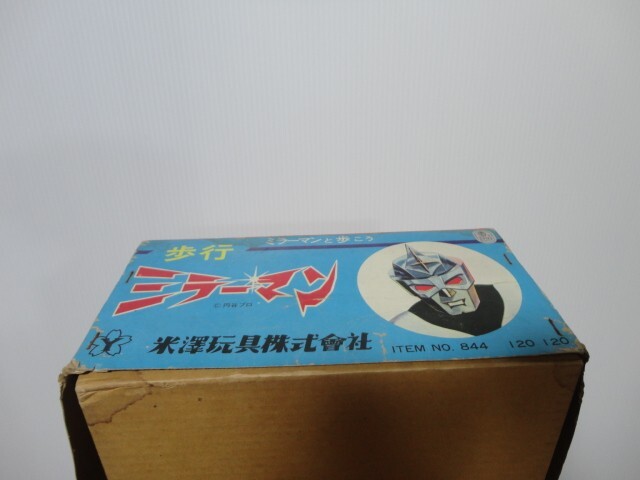 ミラーマンと歩こう
歩行
ミラーマン
米澤玩具株式會社
ITEM NO. 844
120 120